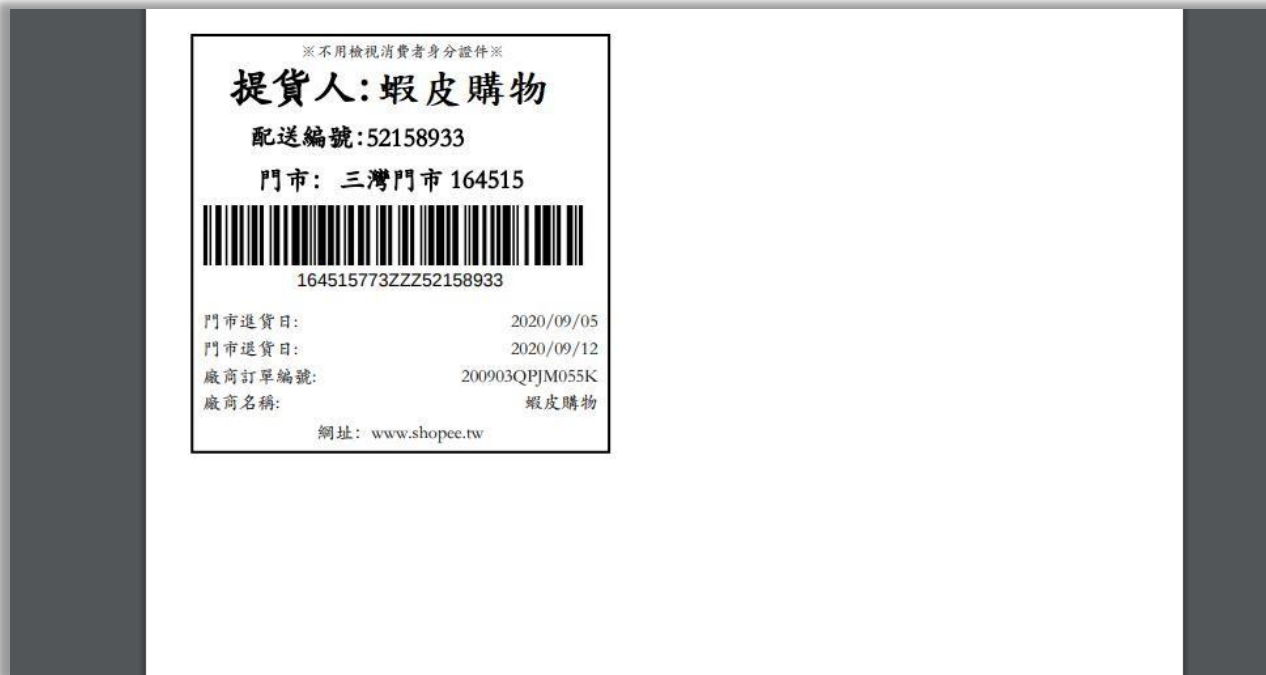 ※不用檢視消費者身分證件※
提貨人:蝦皮購物
配送編號:52158933
門市: 三灣門市 164515
164515773ZZZ52158933
門市進貨日: 2020/09/05
門市退貨日: 2020/09/12
廠商訂單編號: 200903QPJM055K
廠商名稱: 蝦皮購物
網址: www.shopee.tw